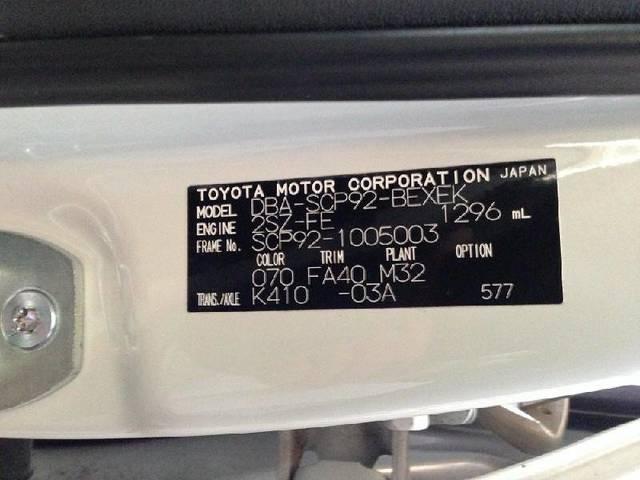 TOYOTA MOTOR CORPORATION JAPAN
MODEL DBA-SCP92-BEXEK
ENGINE 2SZ-FE 1296 mL
FRAME No. SCP92-1005003
COLOR TRIM PLANT OPTION
070 FA40 M32
TRANS./AXLE K410 -03A 577